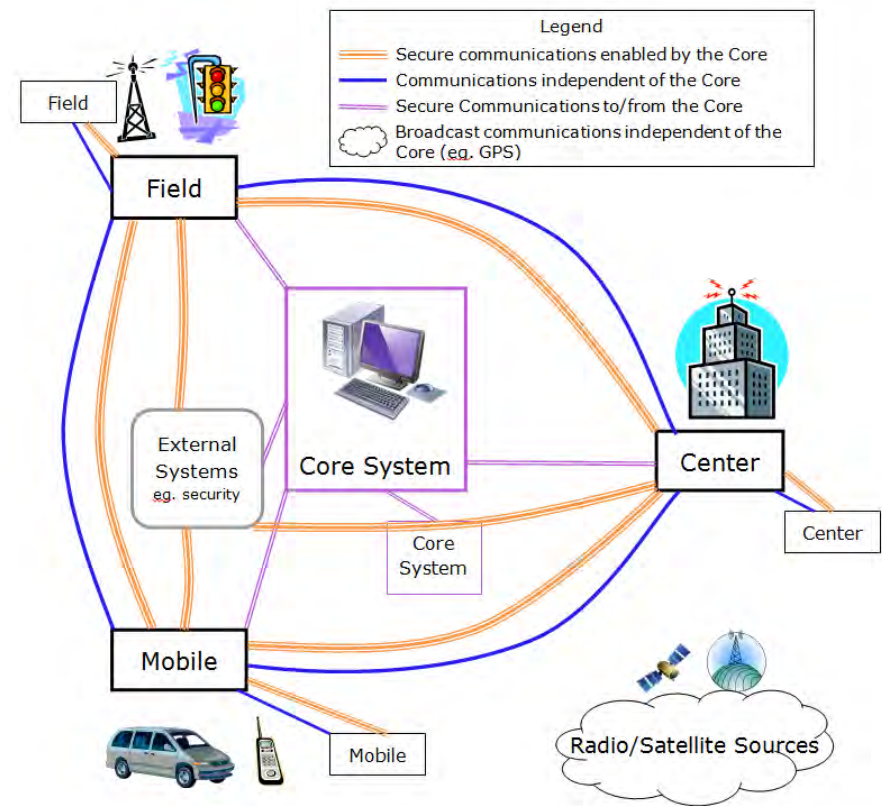 Legend
Secure communications enabled by the Core
Communications independent of the Core
Secure Communications to/from the Core
Broadcast communications independent of the
Core (eg. GPS)
Field
Field
External
Systems
eg. security
Core System
Center
Core
System
Center
Mobile
Mobile
Radio/Satellite Sources